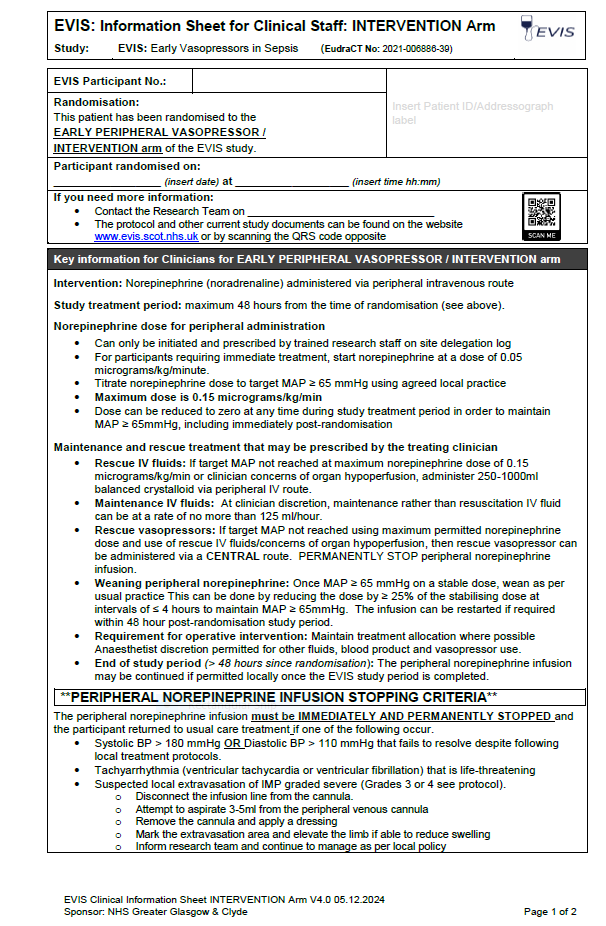 EVIS: Information Sheet for Clinical Staff: INTERVENTION Arm
Study: EVIS: Early Vasopressors in Sepsis (EudraCT No: 2021-006886-39)
EVIS
EVIS Participant No.:
Randomisation:
This patient has been randomised to the
EARLY PERIPHERAL VASOPRESSOR /
INTERVENTION arm of the EVIS study.
Insert Patient ID/Addressograph
label
Participant randomised on:
____________________ (insert date) at ____________________ (insert time hh:mm)
If you need more information:
• Contact the Research Team on ______________________________
• The protocol and other current study documents can be found on the website
www.evis.scot.nhs.uk or by scanning the QRS code opposite
SCAN ME
Key information for Clinicians for EARLY PERIPHERAL VASOPRESSOR / INTERVENTION arm
Intervention: Norepinephrine (noradrenaline) administered via peripheral intravenous route
Study treatment period: maximum 48 hours from the time of randomisation (see above).
Norepinephrine dose for peripheral administration
• Can only be initiated and prescribed by trained research staff on site delegation log
• For participants requiring immediate treatment, start norepinephrine at a dose of 0.05
micrograms/kg/minute.
• Titrate norepinephrine dose to target MAP ≥ 65 mmHg using agreed local practice
• Maximum dose is 0.15 micrograms/kg/min
• Dose can be reduced to zero at any time during study treatment period in order to maintain
MAP ≥ 65mmHg, including immediately post-randomisation
Maintenance and rescue treatment that may be prescribed by the treating clinician
• Rescue IV fluids: If target MAP not reached at maximum norepinephrine dose of 0.15
micrograms/kg/min or clinician concerns of organ hypoperfusion, administer 250-1000ml
balanced crystalloid via peripheral IV route.
• Maintenance IV fluids: At clinician discretion, maintenance rather than resuscitation IV fluid
can be at a rate of no more than 125 ml/hour.
• Rescue vasopressors: If target MAP not reached using maximum permitted norepinephrine
dose and use of rescue IV fluids/concerns of organ hypoperfusion, then rescue vasopressor can
be administered via a CENTRAL route. PERMANENTLY STOP peripheral norepinephrine
infusion.
• Weaning peripheral norepinephrine: Once MAP ≥ 65 mmHg on a stable dose, wean as per
usual practice This can be done by reducing the dose by ≥ 25% of the stabilising dose at
intervals of ≤ 4 hours to maintain MAP ≥ 65mmHg. The infusion can be restarted if required
within 48 hour post-randomisation study period.
• Requirement for operative intervention: Maintain treatment allocation where possible
Anaesthetist discretion permitted for other fluids, blood product and vasopressor use.
• End of study period (> 48 hours since randomisation): The peripheral norepinephrine infusion
may be continued if permitted locally once the EVIS study period is completed.
**PERIPHERAL NOREPINEPRINE INFUSION STOPPING CRITERIA**
The peripheral norepinephrine infusion must be IMMEDIATELY AND PERMANENTLY STOPPED and
the participant returned to usual care treatment if one of the following occur.
• Systolic BP > 180 mmHg OR Diastolic BP > 110 mmHg that fails to resolve despite following
local treatment protocols.
• Tachyarrhythmia (ventricular tachycardia or ventricular fibrillation) that is life-threatening
• Suspected local extravasation of IMP graded severe (Grades 3 or 4 see protocol).
o Disconnect the infusion line from the cannula.
o Attempt to aspirate 3-5ml from the peripheral venous cannula
o Remove the cannula and apply a dressing
o Mark the extravasation area and elevate the limb if able to reduce swelling
o Inform research team and continue to manage as per local policy
EVIS Clinical Information Sheet INTERVENTION Arm V4.0 05.12.2024
Sponsor: NHS Greater Glasgow & Clyde Page 1 of 2